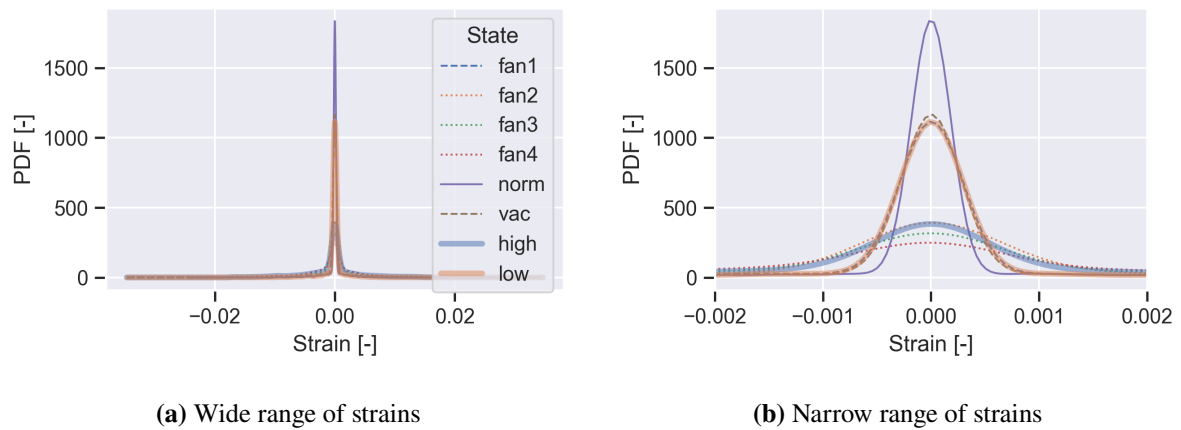 PDF [-]
1500
1000
500
0
−0.02
0.00
0.02
Strain [-]
State
fan1
fan2
fan3
fan4
norm
vac
high
low
(a) Wide range of strains
PDF [-]
1500
1000
500
0
−0.002
−0.001
0.000
0.001
0.002
Strain [-]
(b) Narrow range of strains